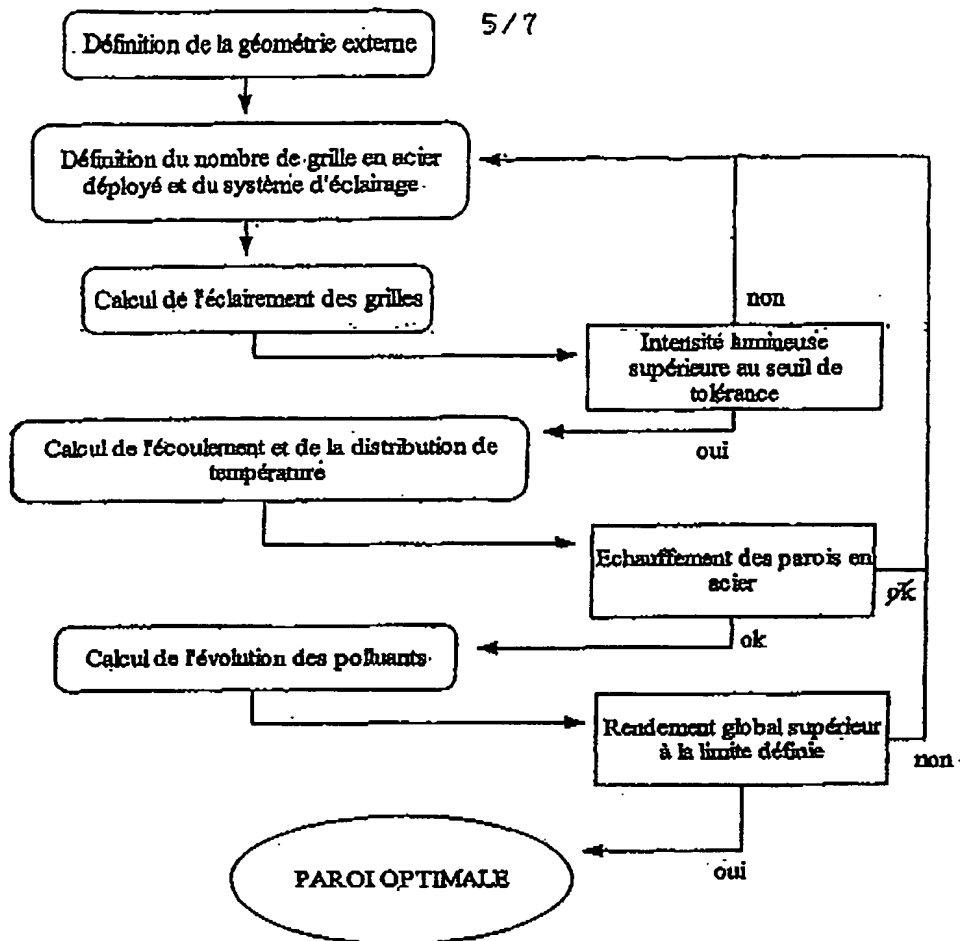 5/7
Définition de la géométrie externe
Définition du nombre de grille en acier
déployé et du système d'éclairage
Calcul de l'éclairement des grilles
non
Intensité lumineuse
supérieure au seuil de
tolérance
oui
Calcul de l'écoulement et de la distribution de
température
Echauffement des parois en
acier
ok
ok
Calcul de l'évolution des polluants
Rendement global supérieur
à la limite définie
non
oui
PAROI OPTIMALE